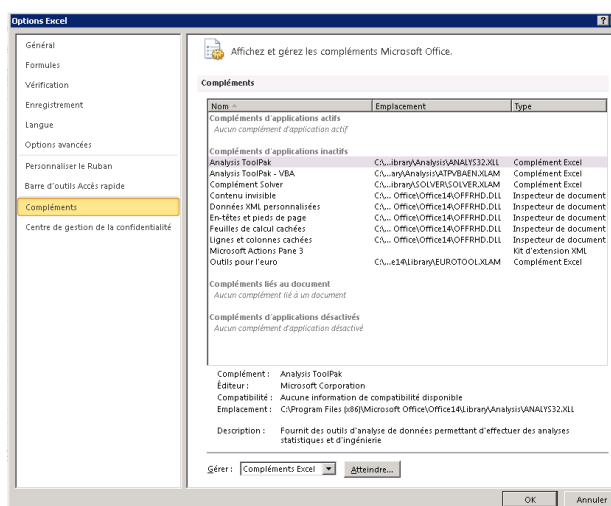 Options Excel
?
Général
Formules
Vérification
Enregistrement
Langue
Options avancées
Personnaliser le Ruban
Barre d'outils Accès rapide
Compléments
Centre de gestion de la confidentialité
Affichez et gérez les compléments Microsoft Office.
Compléments
Nom Emplacement Type
Compléments d'applications actifs
Aucun complément d'application actif
Compléments d'applications inactifs
Analysis ToolPak C:\...ibrary\Analysis\ANALYS32.XLL Complément Excel
Analysis ToolPak - VBA C:\...ary\Analysis\ATPVBAEN.XLAM Complément Excel
Complément Solver C:\...ibrary\SOLVER\SOLVER.XLAM Complément Excel
Contenu invisible C:\... Office\Office14\OFFRHD.DLL Inspecteur de document
Données XML personnalisées C:\... Office\Office14\OFFRHD.DLL Inspecteur de document
En-têtes et pieds de page C:\... Office\Office14\OFFRHD.DLL Inspecteur de document
Feuilles de calcul cachées C:\... Office\Office14\OFFRHD.DLL Inspecteur de document
Lignes et colonnes cachées C:\... Office\Office14\OFFRHD.DLL Inspecteur de document
Microsoft Actions Pane 3 Kit d'extension XML
Outils pour l'euro C:\...e14\Library\EUROTOOL.XLAM Complément Excel
Compléments liés au document
Aucun complément lié à un document
Compléments d'applications désactivés
Aucun complément d'application désactivé
Complément : Analysis ToolPak
Éditeur : Microsoft Corporation
Compatibilité : Aucune information de compatibilité disponible
Emplacement : C:\Program Files (x86)\Microsoft Office\Office14\Library\Analysis\ANALYS32.XLL
Description : Fournit des outils d'analyse de données permettant d'effectuer des analyses
statistiques et d'ingénierie
Gérer : Compléments Excel Atteindre...
OK Annuler